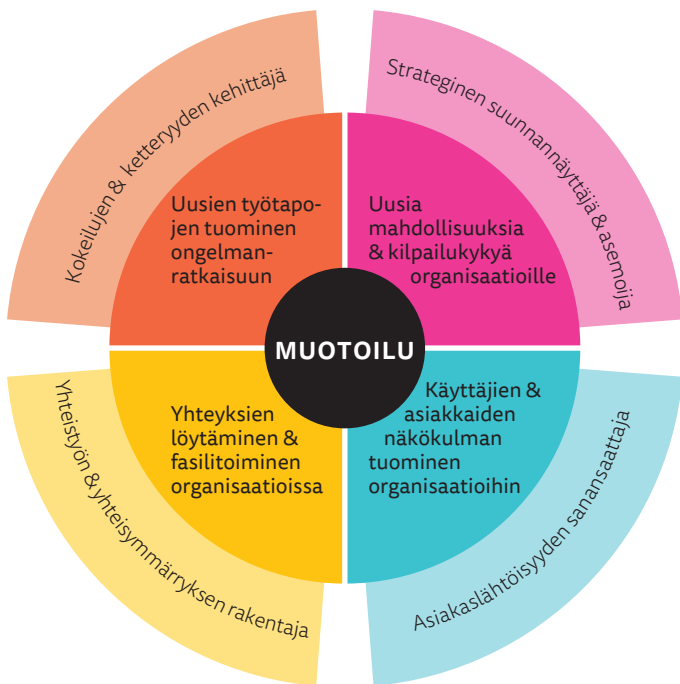 Kokeilujen & ketteryyden kehittäjä
Strateginen suunnannäyttäjä & asemoija
Uusien työtapo-
jen tuominen
ongelman-
ratkaisuun
Uusia
mahdollisuuksia
& kilpailukykyä
organisaatioille
MUOTOILU
Yhteyksien
löytäminen &
fasilitoiminen
organisaatioissa
Käyttäjien &
asiakkaiden
näkökulman
tuominen
organisaatioihin
Yhteistyön & yhteisymmärryksen rakentaja
Asiakaslähtöisyyden sanansaattaja